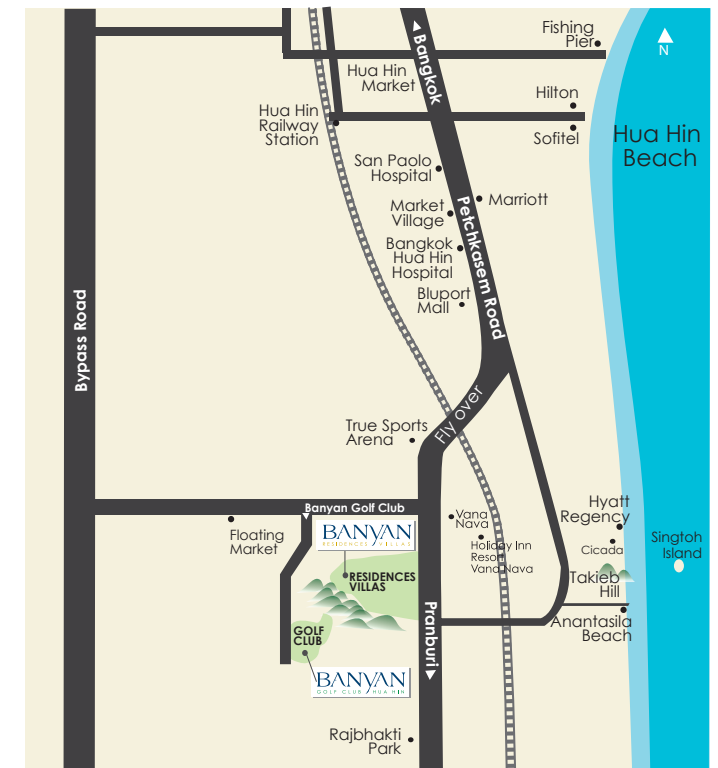 Fishing
Pier
N
Bangkok
Hua Hin
Market
Hilton
Hua Hin
Railway
Station
Sofitel
Hua Hin
Beach
San Paolo
Hospital
Marriott
Market
Village
Petchkasem Road
Bangkok
Hua Hin
Hospital
Bluport
Mall
Bypass Road
Fly over
True Sports
Arena
Banyan Golf Club
Hyatt
Regency
Vana
Nava
Floating
Market
BANYAN
RESIDENCES VILLAS
Holiday Inn
Resort
Vana Nava
Cicada
Singtoh
Island
RESIDENCES
VILLAS
Takieb
Hill
Pranburi
Anantasila
Beach
GOLF
CLUB
BANYAN
GOLF CLUB HUA HIN
Rajbhakti
Park